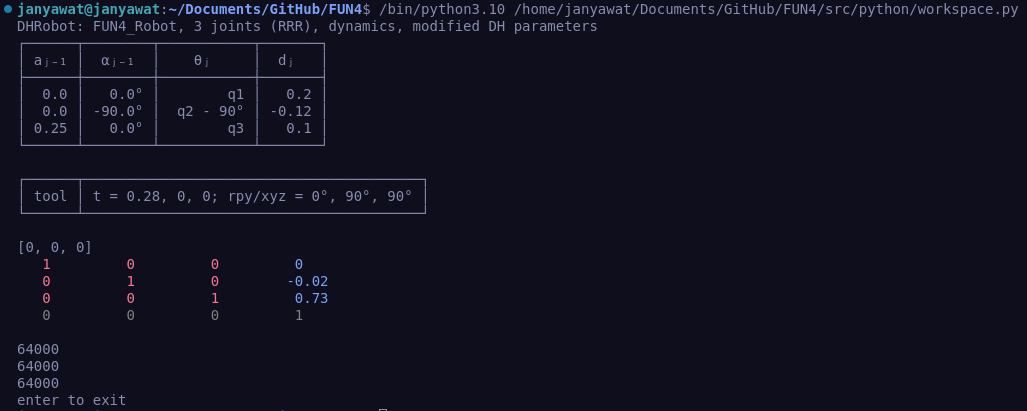 janyawat@janyawat:~/Documents/GitHub/FUN4$ /bin/python3.10 /home/janyawat/Documents/GitHub/FUN4/src/python/workspace.py
DHRobot: FUN4_Robot, 3 joints (RRR), dynamics, modified DH parameters
aⱼ₋₁ αⱼ₋₁ θⱼ dⱼ
0.0 0.0° q1 0.2
0.0 -90.0° q2 - 90° -0.12
0.25 0.0° q3 0.1
tool t = 0.28, 0, 0; rpy/xyz = 0°, 90°, 90°
[0, 0, 0]
1 0 0 0
0 1 0 -0.02
0 0 1 0.73
0 0 0 1
64000
64000
64000
enter to exit